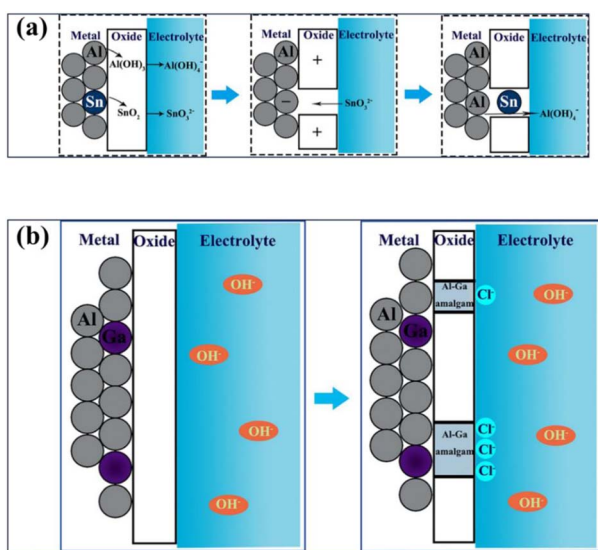 (a)
Metal Oxide Electrolyte
Al
Al(OH)₃ Al(OH)₄⁻
Sn
SnO₂ SnO₃²⁻
Metal Oxide Electrolyte
Al +
− SnO₃²⁻
+
Metal Oxide Electrolyte
Al
Al Sn
Al(OH)₄⁻
(b)
Metal Oxide Electrolyte
OH⁻
Al
Ga
OH⁻
OH⁻
OH⁻
Metal Oxide Electrolyte
Al-Ga
amalgam
Cl⁻
OH⁻
Al
Ga
OH⁻
Al-Ga
amalgam
Cl⁻
Cl⁻
Cl⁻
OH⁻
OH⁻